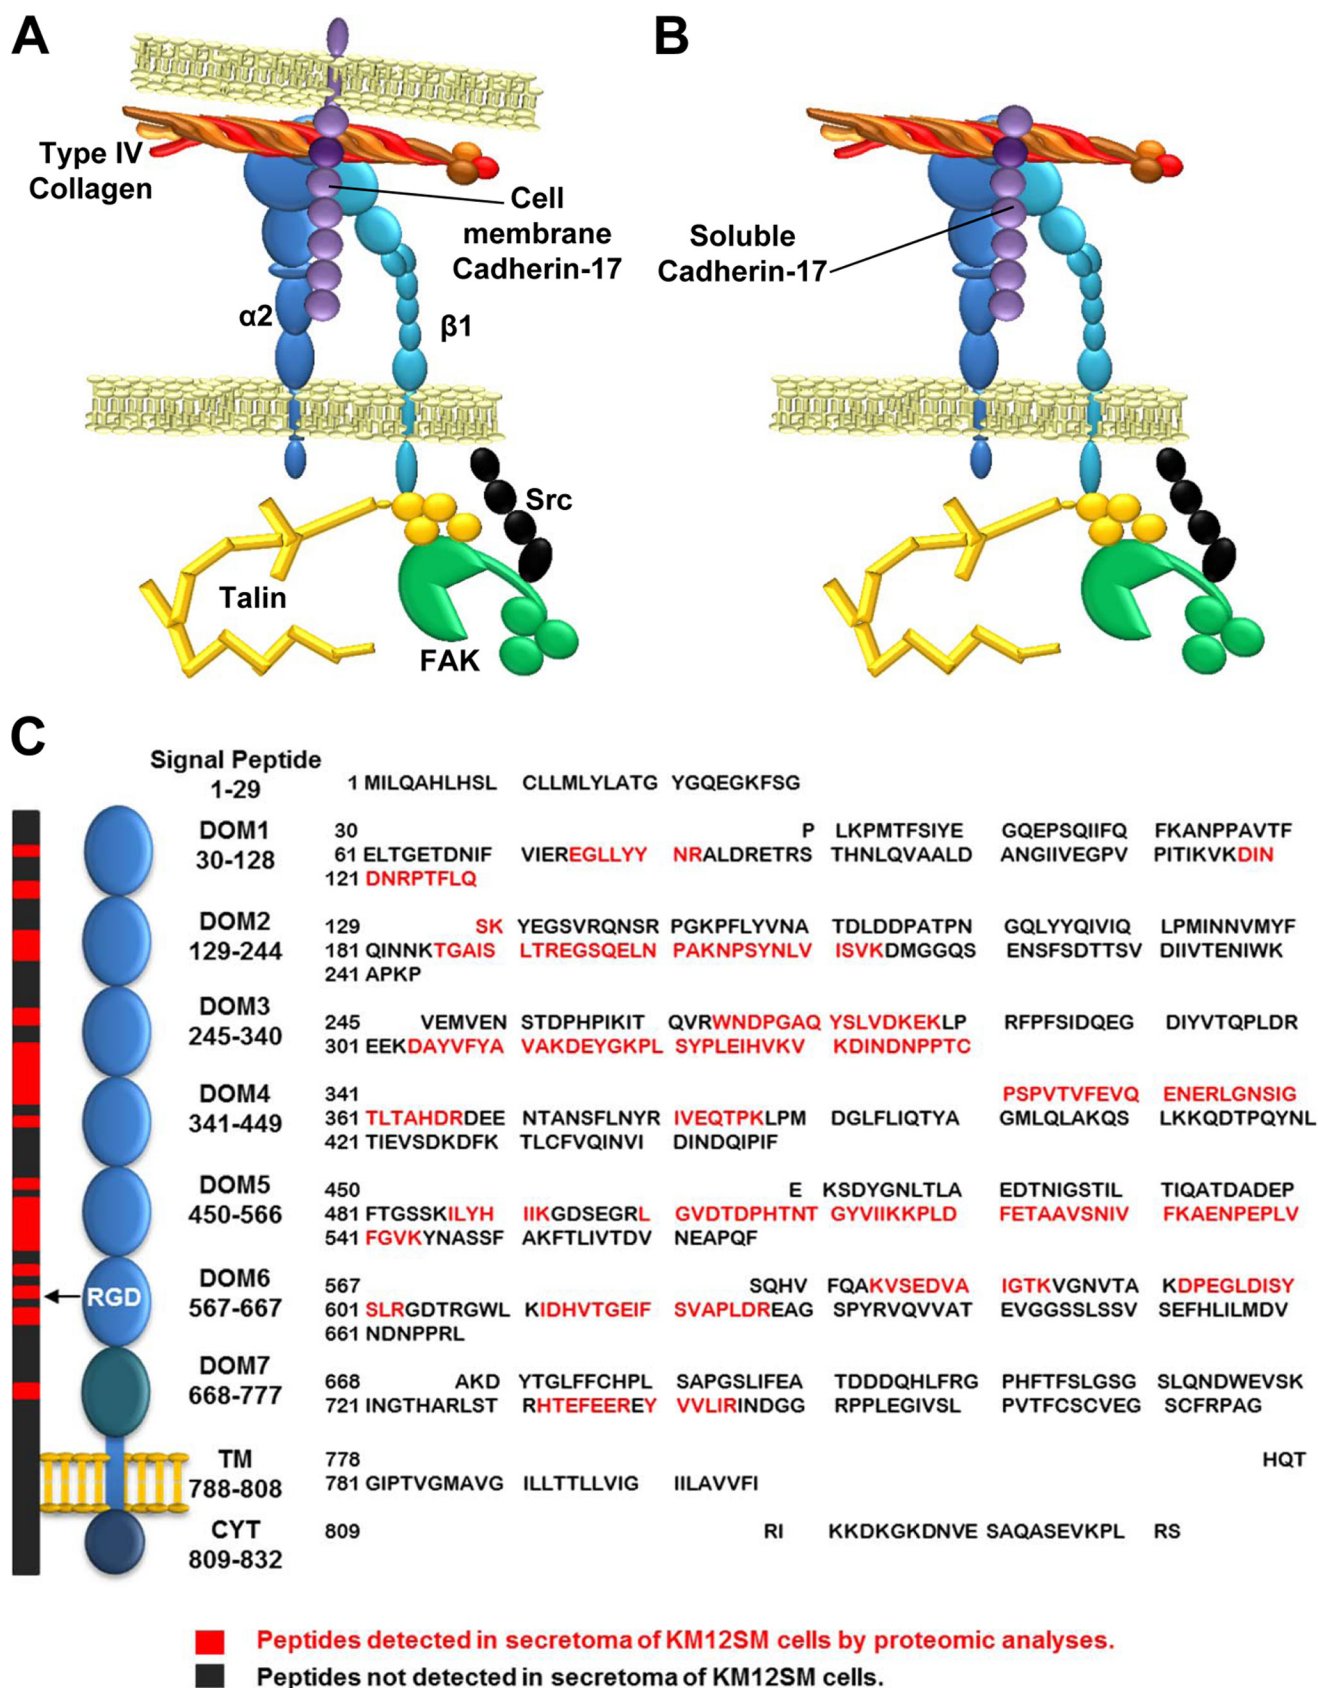 A
B
Type IV
Collagen
Cell
membrane
Cadherin-17
Soluble
Cadherin-17
α2
β1
Src
Talin
FAK
C
Signal Peptide
1-29
1 MILQAHLHSL CLLMLYLATG YGQEGKFSG
DOM1
30-128
30 P LKPMTFSIYE GQEPSQIIFQ FKANPPAVTF
61 ELTGETDNIF VIEREGLLYY NRALDRETRS THNLQVAALD ANGIIVEGPV PITIKVKDIN
121 DNRPTFLQ
DOM2
129-244
129 SK YEGSVRQNSR PGKPFLYVNA TDLDDPATPN GQLYYQIVIQ LPMINNVMYF
181 QINNKTGAIS LTREGSQELN PAKNPSYNLV ISVKDMGGQS ENSFSDTTSV DIIVTENIWK
241 APKP
DOM3
245-340
245 VEMVEN STDPHPIKIT QVRWNDPGAQ YSLVDKEKLP RFPFSIDQEG DIYVTQPLDR
301 EEKDAYVFYA VAKDEYGKPL SYPLEIHVKV KDINDNPPTC
DOM4
341-449
341 PSPVTVFEVQ ENERLGNSIG
361 TLTAHDRDEE NTANSFLNYR IVEQTPKLPM DGLFLIQTYA GMLQLAKQS LKKQDTPQYNL
421 TIEVSDKDFK TLCFVQINVI DINDQIPIF
DOM5
450-566
450 E KSDYGNLTLA EDTNIGSTIL TIQATDADEP
481 FTGSSKILYH IIKGDSEGRL GVDTDPHTNT GYVIIKKPLD FETAAVSNIV FKAENPEPLV
541 FGVKYNASSF AKFTLIVTDV NEAPQF
DOM6
567-667
RGD
567 SQHV FQAKVSEDVA IGTKVGNVTA KDPEGLDISY
601 SLRGDTRGWL KIDHVTGEIF SVAPLDREAG SPYRVQVVAT EVGGSSLSSV SEFHLILMDV
661 NDNPPRL
DOM7
668-777
668 AKD YTGLFFCHPL SAPGSLIFEA TDDDQHLFRG PHFTFSLGSG SLQNDWEVSK
721 INGTHARLST RHTEFEEREY VVLIRINDGG RPPLEGIVSL PVTFCSCVEG SCFRPAG
TM
788-808
778 HQT
781 GIPTVGMAVG ILLTTLLVIG IILAVVFI
CYT
809-832
809 RI KKDKGKDNVE SAQASEVKPL RS
Peptides detected in secretoma of KM12SM cells by proteomic analyses.
Peptides not detected in secretoma of KM12SM cells.